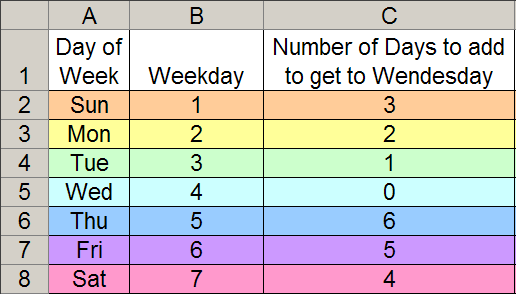 A B C
Day of Number of Days to add
1 Week Weekday to get to Wendesday
2 Sun 1 3
3 Mon 2 2
4 Tue 3 1
5 Wed 4 0
6 Thu 5 6
7 Fri 6 5
8 Sat 7 4